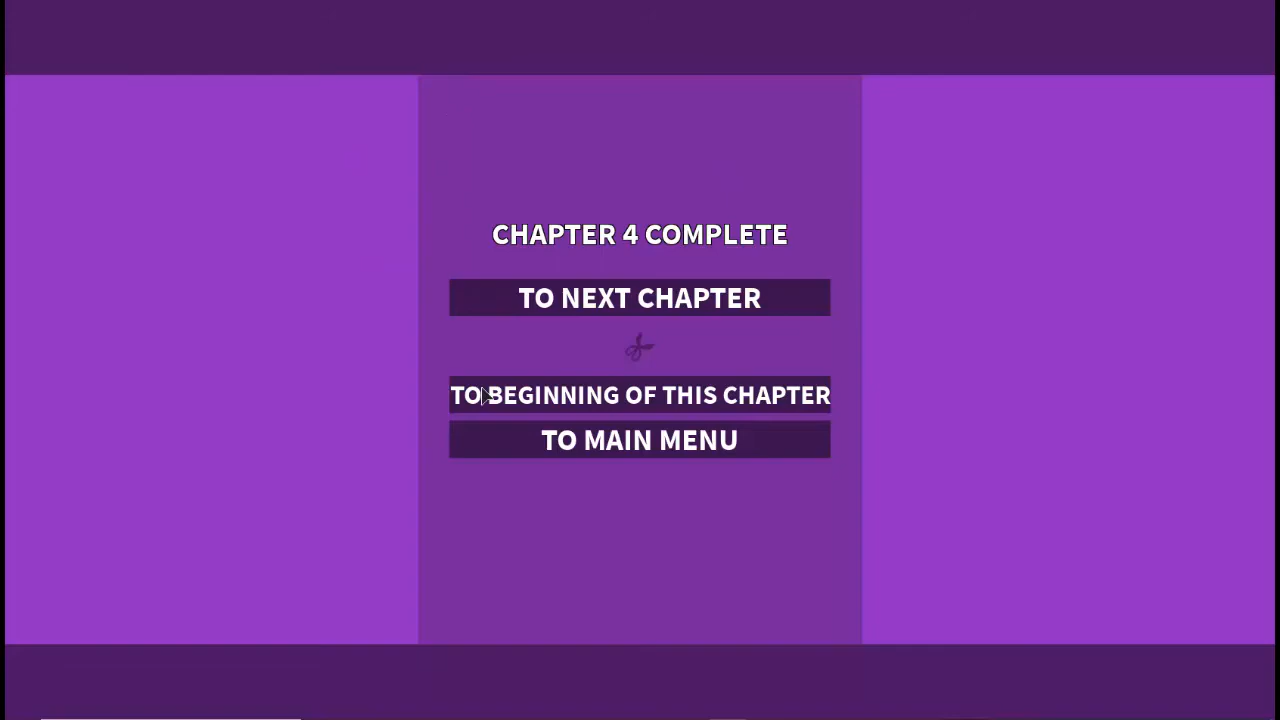 CHAPTER 4 COMPLETE
TO NEXT CHAPTER
TO BEGINNING OF THIS CHAPTER
TO MAIN MENU